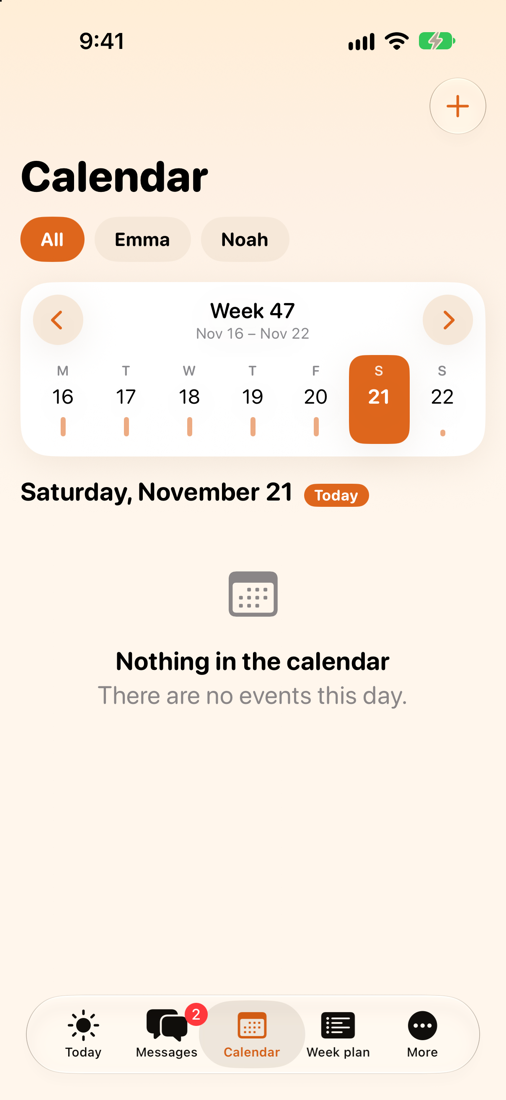 9:41
Calendar
All
Emma
Noah
Week 47
Nov 16 – Nov 22
M T W T F S S
16 17 18 19 20 21 22
Saturday, November 21 Today
Nothing in the calendar
There are no events this day.
2
Today Messages Calendar Week plan More